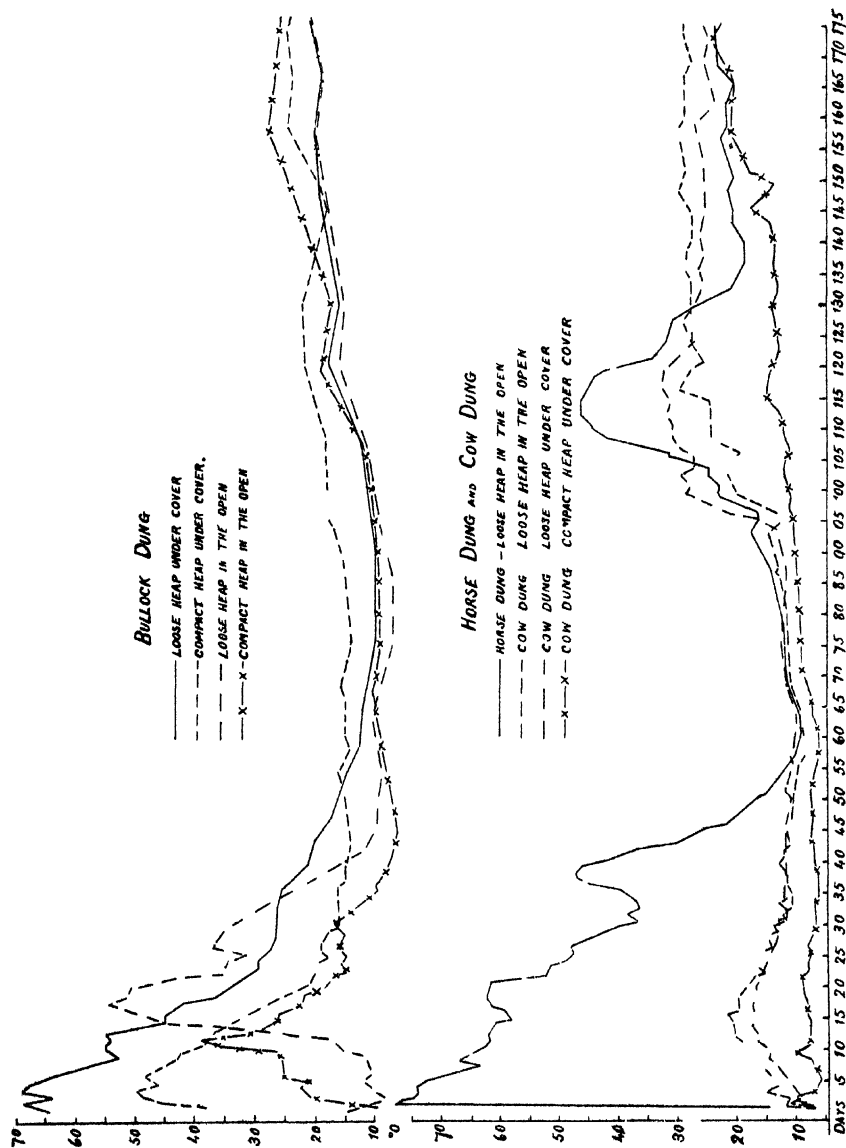 BULLOCK DUNG
LOOSE HEAP UNDER COVER
COMPACT HEAP UNDER COVER.
LOOSE HEAP IN THE OPEN
COMPACT HEAP IN THE OPEN
70 60 50 40 30 20 10
HORSE DUNG AND COW DUNG
HORSE DUNG - LOOSE HEAP IN THE OPEN
COW DUNG LOOSE HEAP IN THE OPEN
COW DUNG LOOSE HEAP UNDER COVER
COW DUNG COMPACT HEAP UNDER COVER
70 60 50 40 30 20
DAYS 5 10 15 20 25 30 35 40 45 50 55 60 65 70 75 80 85 90 95 100 105 110 115 120 125 130 135 140 145 150 155 160 165 170 175